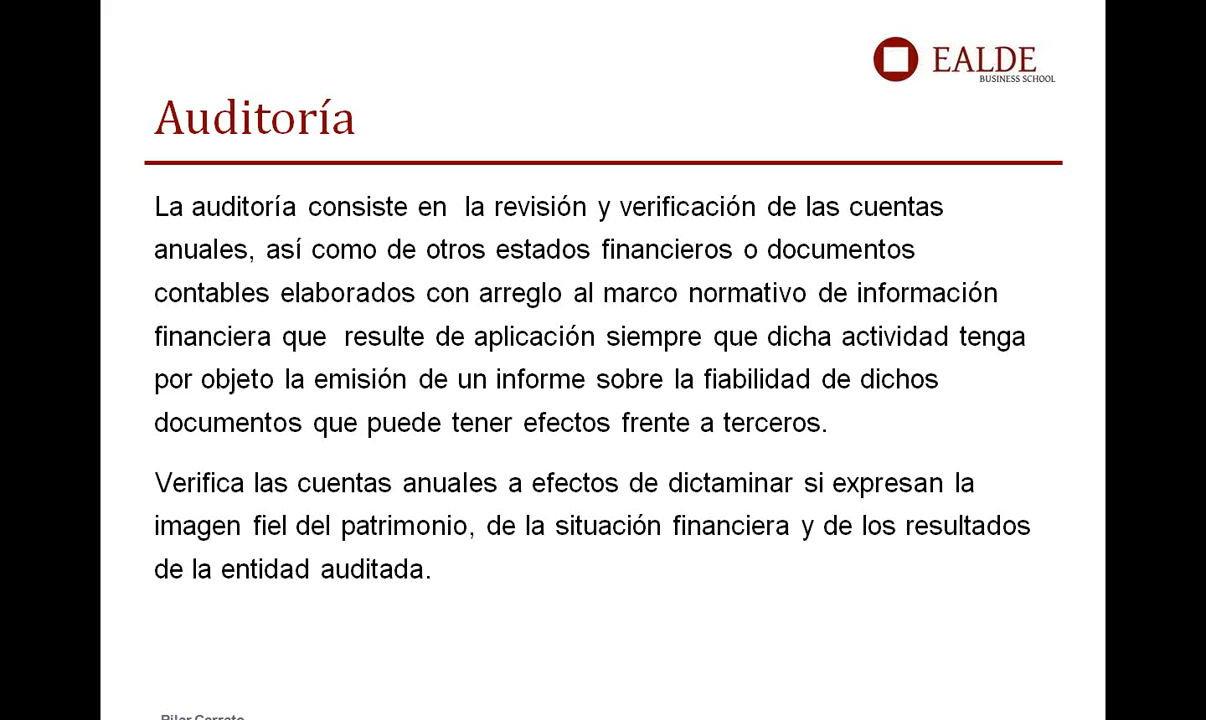 EALDE
BUSINESS SCHOOL
Auditoría
La auditoría consiste en la revisión y verificación de las cuentas
anuales, así como de otros estados financieros o documentos
contables elaborados con arreglo al marco normativo de información
financiera que resulte de aplicación siempre que dicha actividad tenga
por objeto la emisión de un informe sobre la fiabilidad de dichos
documentos que puede tener efectos frente a terceros.
Verifica las cuentas anuales a efectos de dictaminar si expresan la
imagen fiel del patrimonio, de la situación financiera y de los resultados
de la entidad auditada.
Pilar